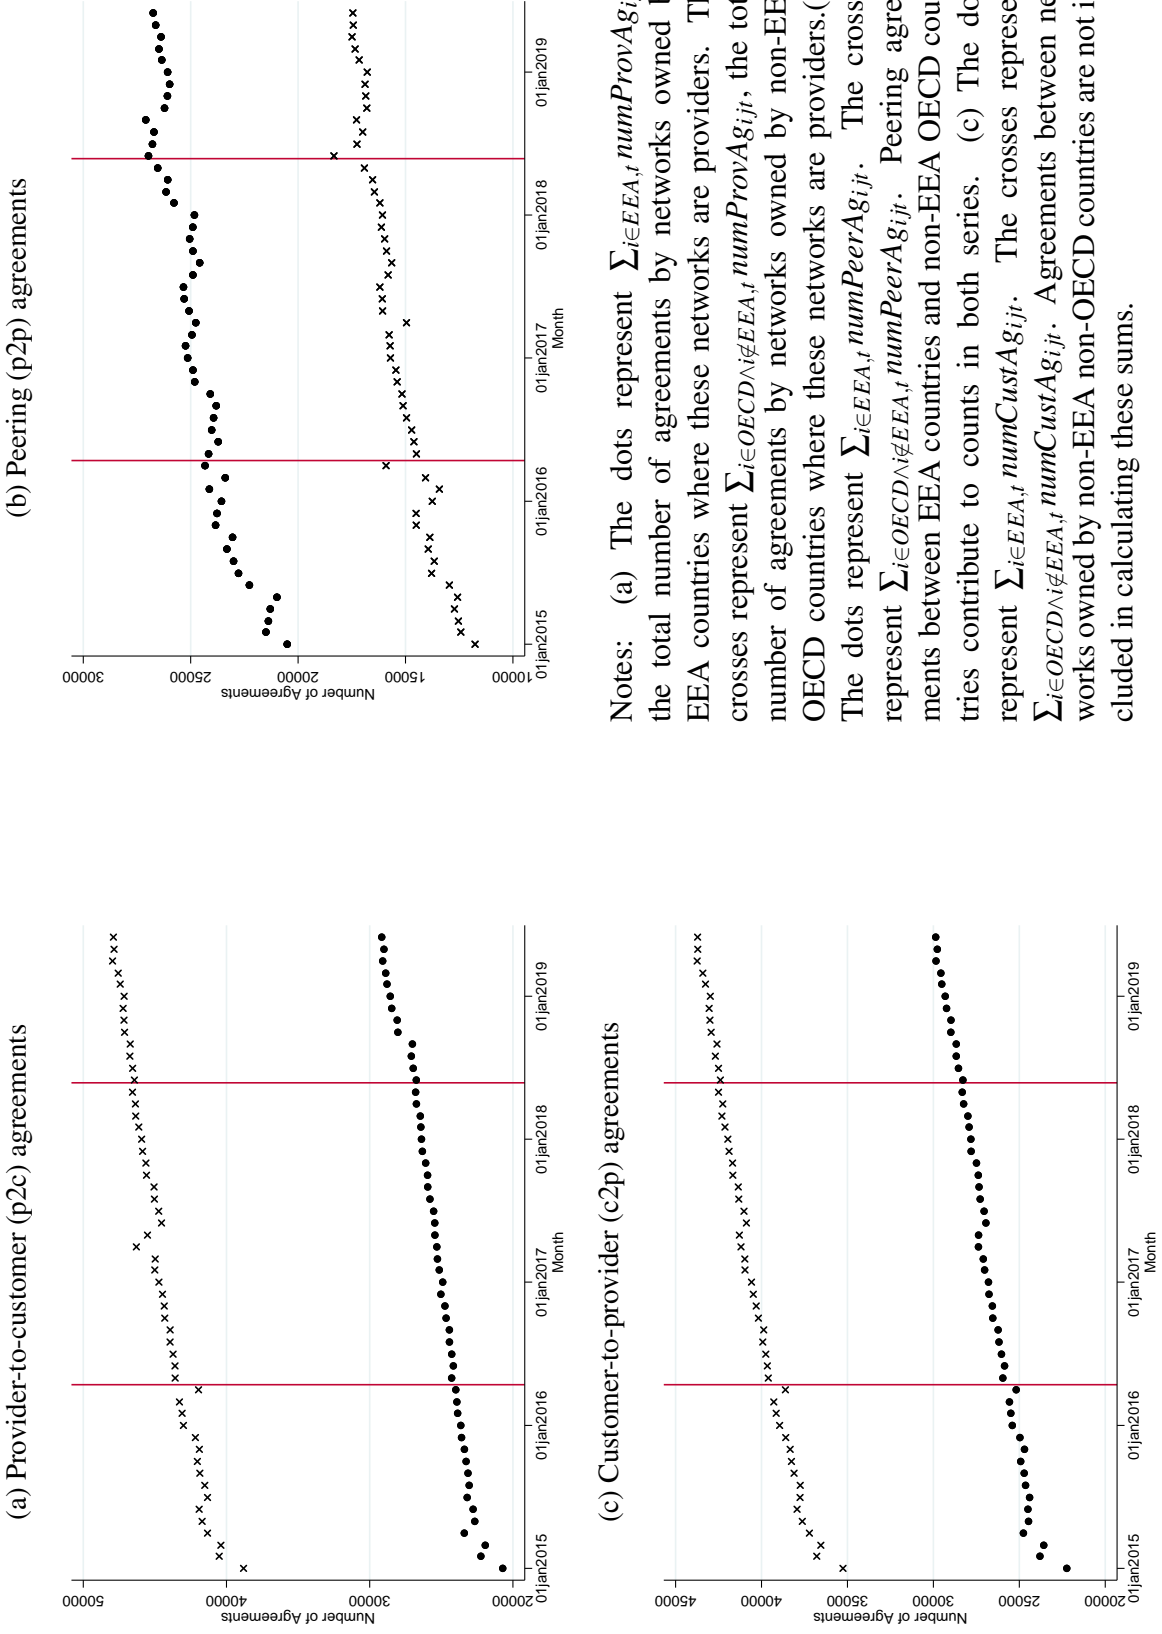 (a) Provider-to-customer (p2c) agreements
50000
40000
30000
20000
Number of Agreements
01jan2015
01jan2016
01jan2017
01jan2018
01jan2019
Month
(b) Peering (p2p) agreements
30000
25000
20000
15000
10000
Number of Agreements
01jan2015
01jan2016
01jan2017
01jan2018
01jan2019
Month
(c) Customer-to-provider (c2p) agreements
45000
40000
35000
30000
25000
20000
Number of Agreements
01jan2015
01jan2016
01jan2017
01jan2018
01jan2019
Month
Notes: (a) The dots represent ∑i∈EEA,t numProvAgij
the total number of agreements by networks owned
EEA countries where these networks are providers.
crosses represent ∑i∈OECD∧i∉EEA,t numProvAgijt, the tot
number of agreements by networks owned by non-EE
OECD countries where these networks are providers.(
The dots represent ∑i∈EEA,t numPeerAgijt. The cross
represent ∑i∈OECD∧i∉EEA,t numPeerAgijt. Peering agre
ments between EEA countries and non-EEA OECD cou
tries contribute to counts in both series. (c) The do
represent ∑i∈EEA,t numCustAgijt. The crosses represe
∑i∈OECD∧i∉EEA,t numCustAgijt. Agreements between ne
works owned by non-EEA non-OECD countries are not i
cluded in calculating these sums.